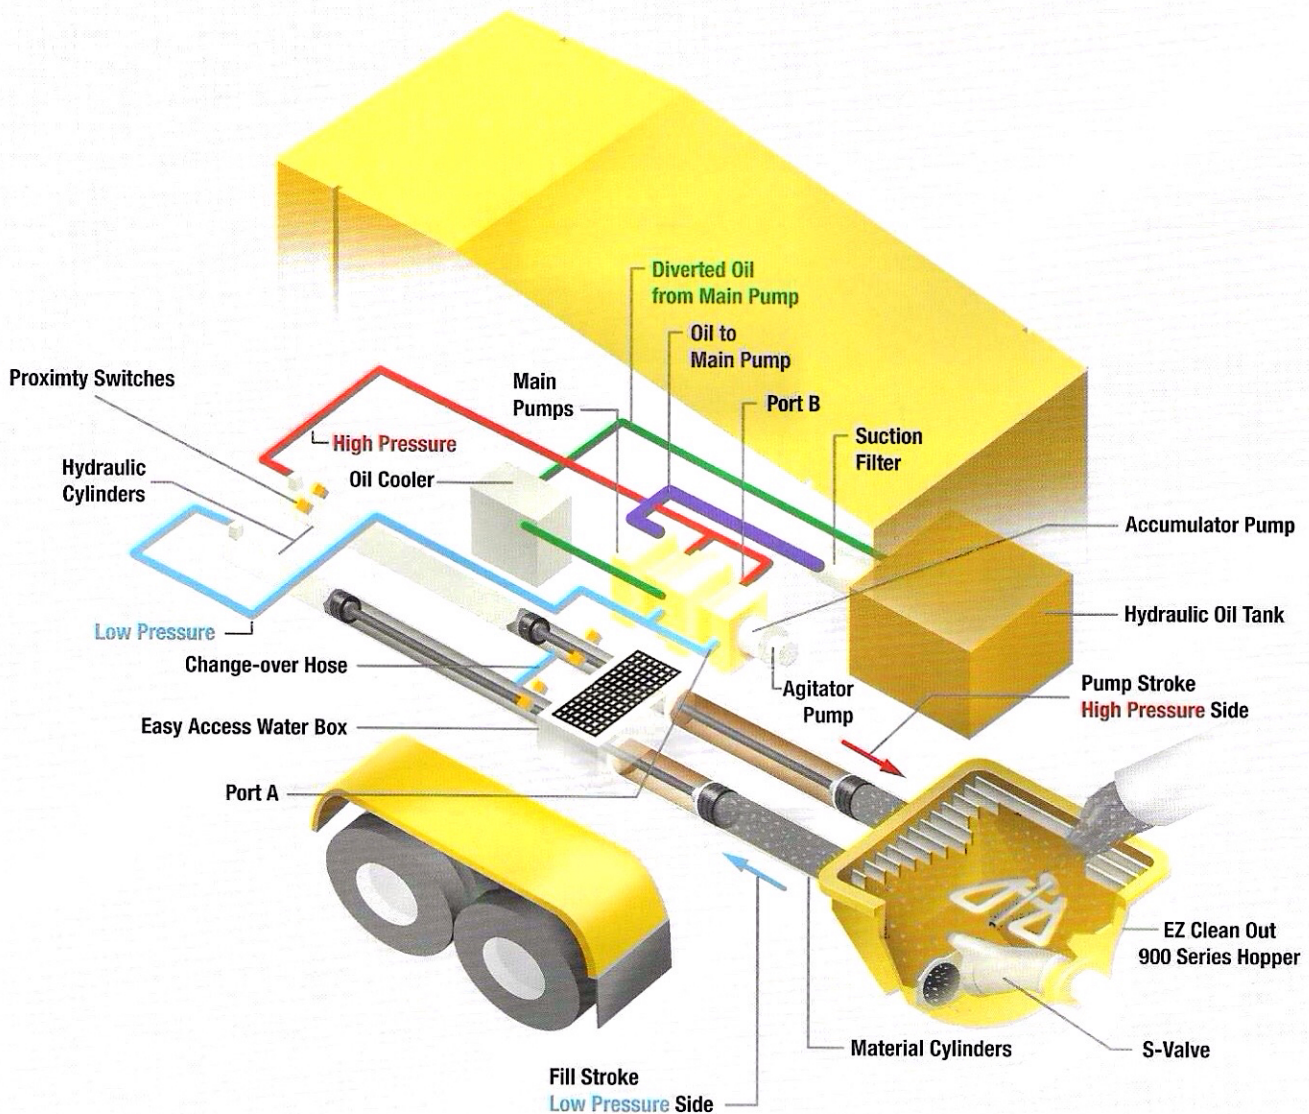 Diverted Oil
from Main Pump
Oil to
Main Pump
Proximty Switches
Main
Pumps
Port B
High Pressure
Suction
Filter
Hydraulic
Cylinders
Oil Cooler
Accumulator Pump
Hydraulic Oil Tank
Low Pressure
Change-over Hose
Agitator
Pump
Pump Stroke
High Pressure Side
Easy Access Water Box
Port A
EZ Clean Out
900 Series Hopper
Material Cylinders
S-Valve
Fill Stroke
Low Pressure Side